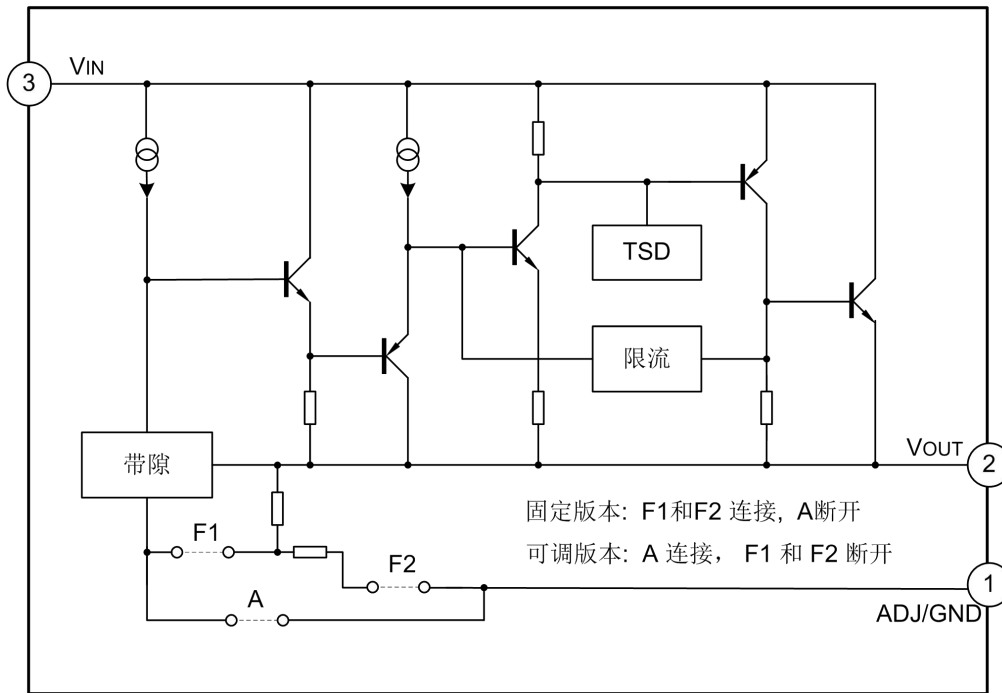 3
VIN
TSD
限流
带隙
VOUT
2
固定版本: F1和F2 连接, A断开
可调版本: A 连接， F1 和 F2 断开
F1
F2
A
1
ADJ/GND